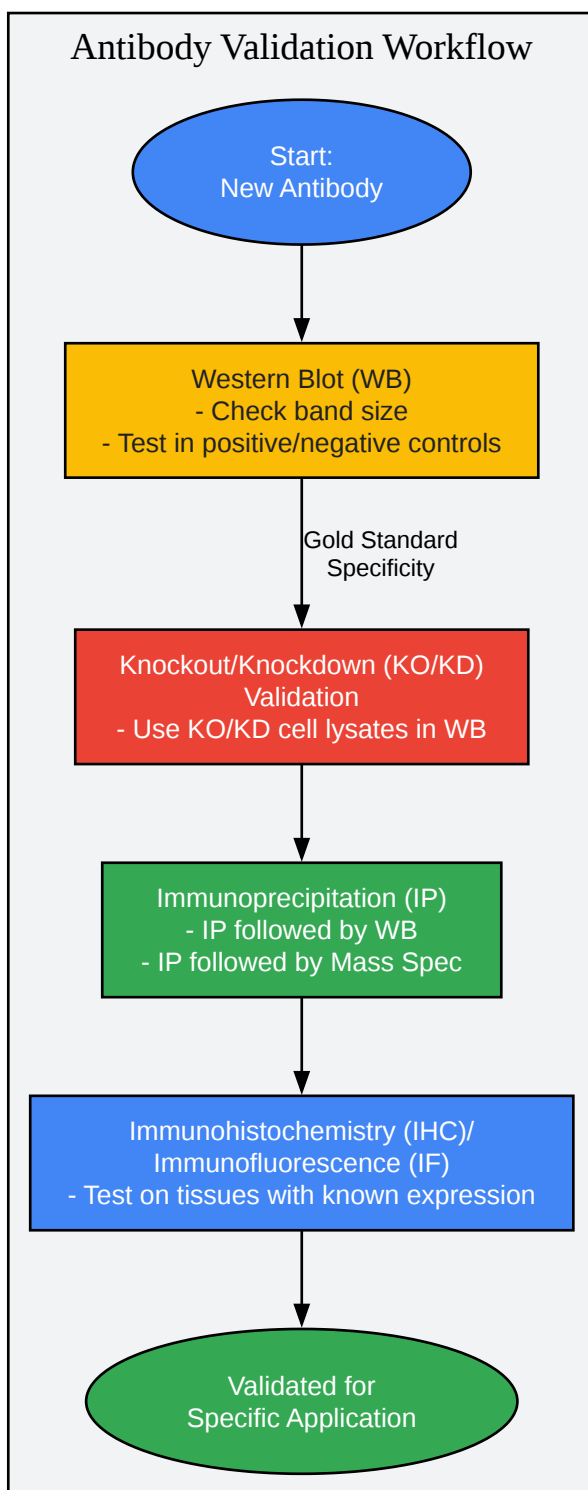 Antibody Validation Workflow
Start:
New Antibody
Western Blot (WB)
- Check band size
- Test in positive/negative controls
Gold Standard
Specificity
Knockout/Knockdown (KO/KD)
Validation
- Use KO/KD cell lysates in WB
Immunoprecipitation (IP)
- IP followed by WB
- IP followed by Mass Spec
Immunohistochemistry (IHC)/
Immunofluorescence (IF)
- Test on tissues with known expression
Validated for
Specific Application